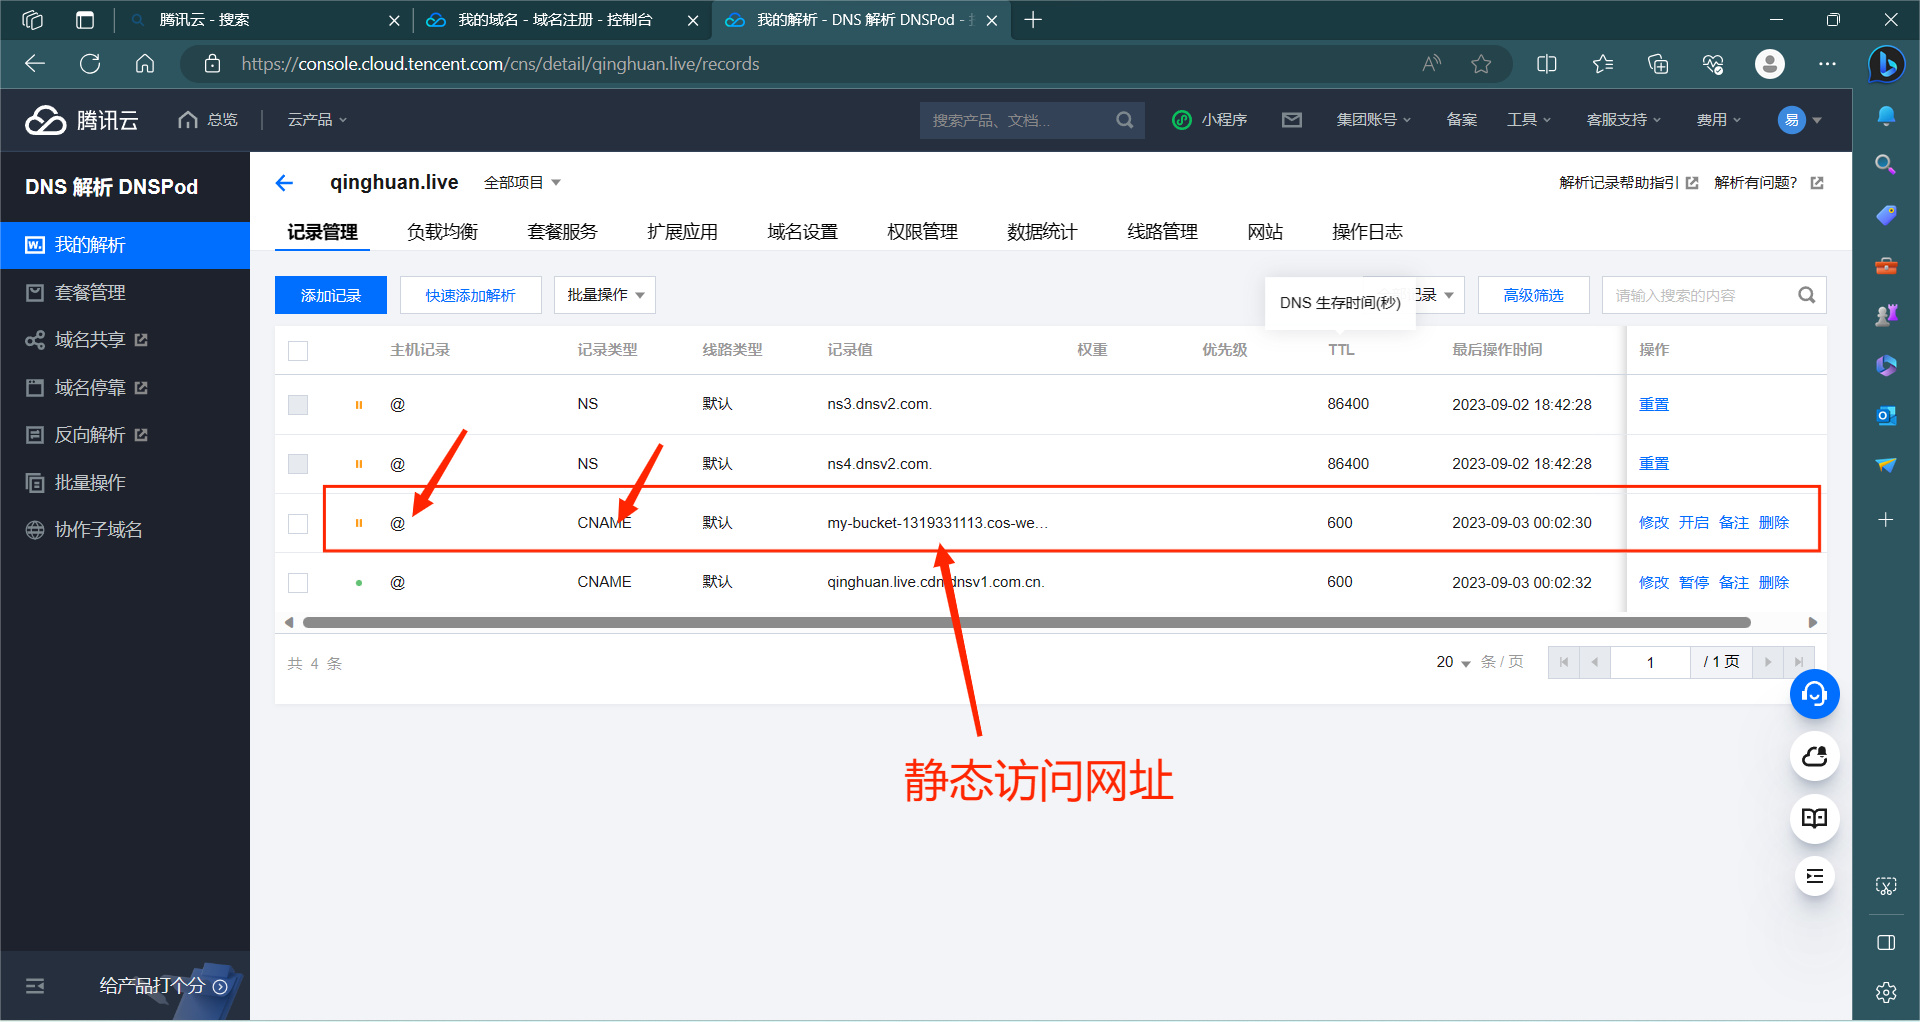 腾讯云 - 搜索
我的域名 - 域名注册 - 控制台
我的解析 - DNS 解析 DNSPod -
https://console.cloud.tencent.com/cns/detail/qinghuan.live/records
腾讯云
总览
云产品
搜索产品、文档...
小程序
集团账号
备案
工具
客服支持
费用
易
DNS 解析 DNSPod
我的解析
套餐管理
域名共享
域名停靠
反向解析
批量操作
协作子域名
给产品打个分
qinghuan.live
全部项目
解析记录帮助指引
解析有问题?
记录管理
负载均衡
套餐服务
扩展应用
域名设置
权限管理
数据统计
线路管理
网站
操作日志
添加记录
快速添加解析
批量操作
DNS 生存时间(秒)
记录
高级筛选
请输入搜索的内容
主机记录 记录类型 线路类型 记录值 权重 优先级 TTL 最后操作时间 操作
@ NS 默认 ns3.dnsv2.com. 86400 2023-09-02 18:42:28 重置
@ NS 默认 ns4.dnsv2.com. 86400 2023-09-02 18:42:28 重置
@ CNAME 默认 my-bucket-1319331113.cos-we... 600 2023-09-03 00:02:30 修改 开启 备注 删除
@ CNAME 默认 qinghuan.live.cdn.dnsv1.com.cn. 600 2023-09-03 00:02:32 修改 暂停 备注 删除
共 4 条
20 条 / 页
1 / 1 页
静态访问网址